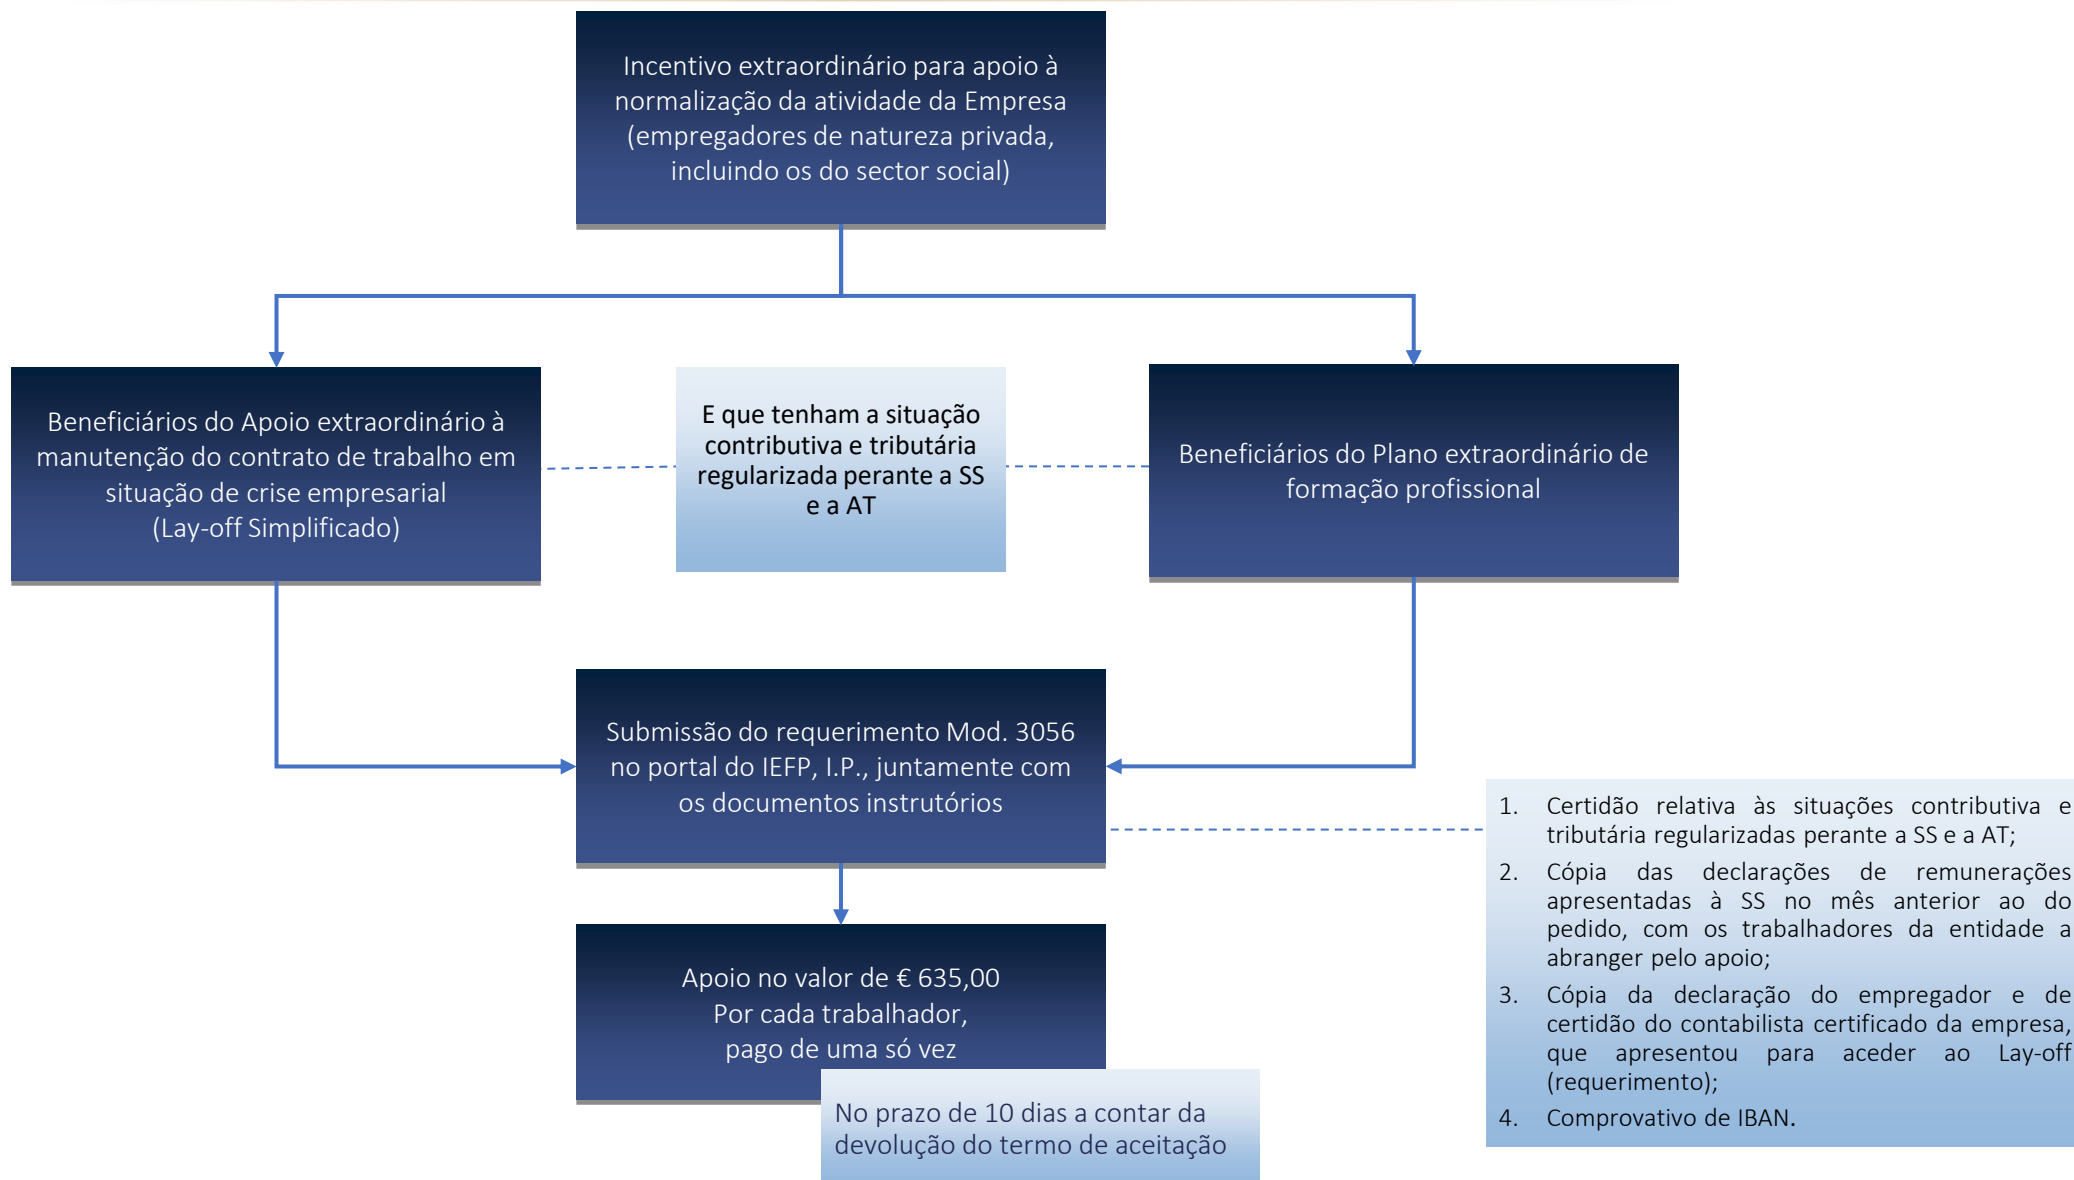 Incentivo extraordinário para apoio à
normalização da atividade da Empresa
(empregadores de natureza privada,
incluindo os do sector social)
Beneficiários do Apoio extraordinário à
manutenção do contrato de trabalho em
situação de crise empresarial
(Lay-off Simplificado)
E que tenham a situação
contributiva e tributária
regularizada perante a SS
e a AT
Beneficiários do Plano extraordinário de
formação profissional
Submissão do requerimento Mod. 3056
no portal do IEFP, I.P., juntamente com
os documentos instrutórios
1. Certidão relativa às situações contributiva e
tributária regularizadas perante a SS e a AT;
2. Cópia das declarações de remunerações
apresentadas à SS no mês anterior ao do
pedido, com os trabalhadores da entidade a
abranger pelo apoio;
3. Cópia da declaração do empregador e de
certidão do contabilista certificado da empresa,
que apresentou para aceder ao Lay-off
(requerimento);
4. Comprovativo de IBAN.
Apoio no valor de € 635,00
Por cada trabalhador,
pago de uma só vez
No prazo de 10 dias a contar da
devolução do termo de aceitação